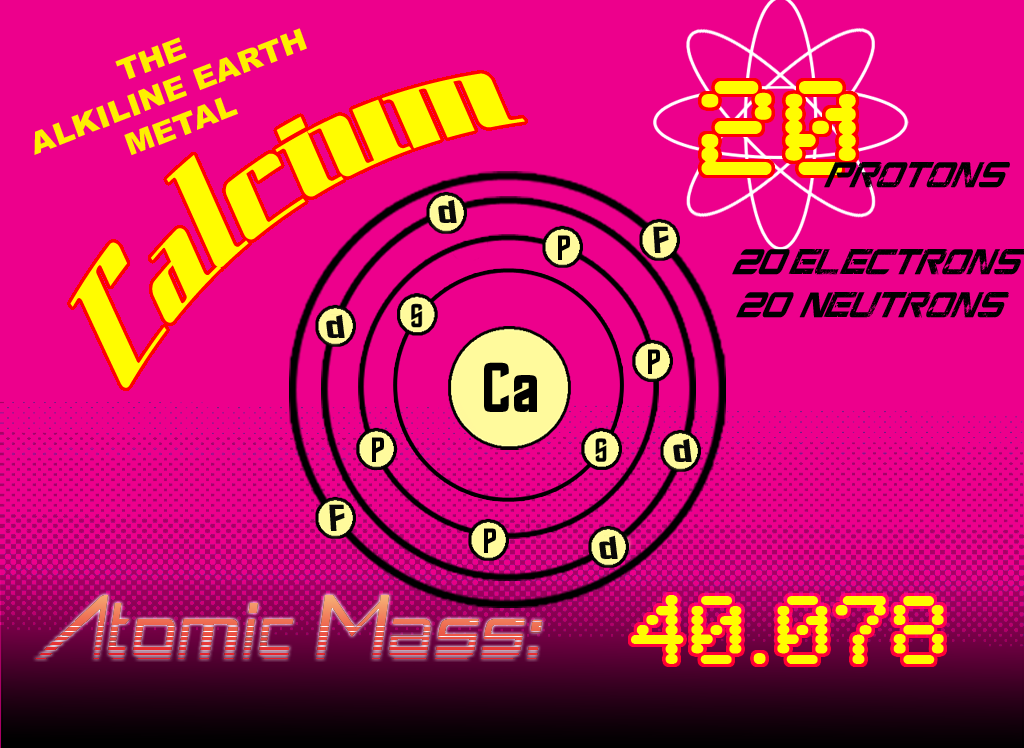 THE
ALKILINE EARTH
METAL
Calcium
20
PROTONS
20 ELECTRONS
20 NEUTRONS
d
P
F
S
d
P
Ca
P
S
d
F
P
d
Atomic Mass: 40.078